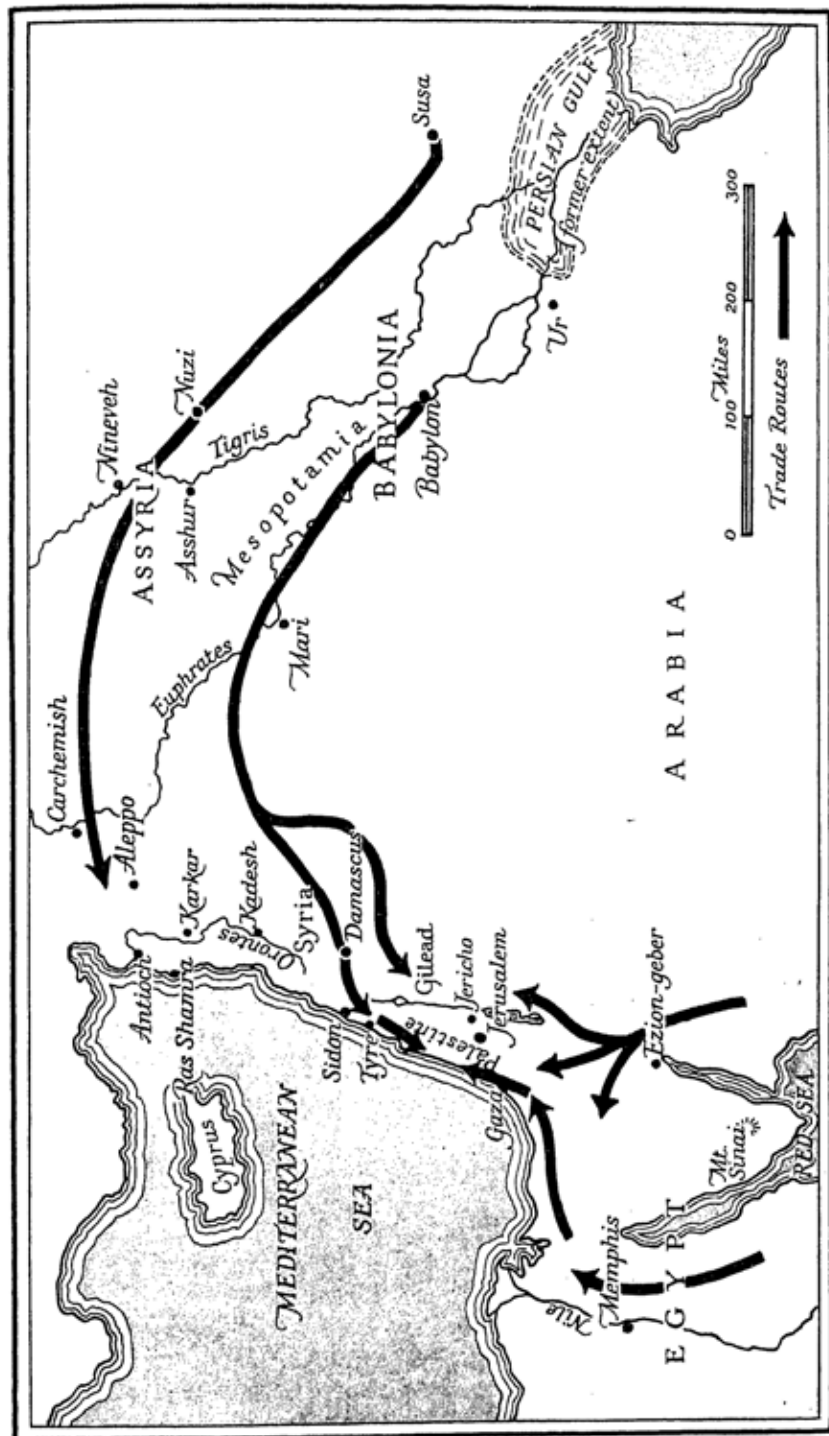 Carchemish
Nineveh
Aleppo
ASSYRIA
Nuzi
Antioch
Karkar
Asshur
Tigris
Susa
Ras Shamra
Euphrates
Cyprus
Orontes
Kadesh
Mesopotamia
Mari
MEDITERRANEAN
SEA
Syria
Damascus
BABYLONIA
Babylon
Sidon
Tyre
Gilead
PERSIAN GULF
former extent
Palestine
Jericho
Jerusalem
Ur
Gaza
Ezion-geber
ARABIA
Nile
Memphis
EGYPT
Mt.
Sinai
RED SEA
Miles
0 100 200 300
Trade Routes